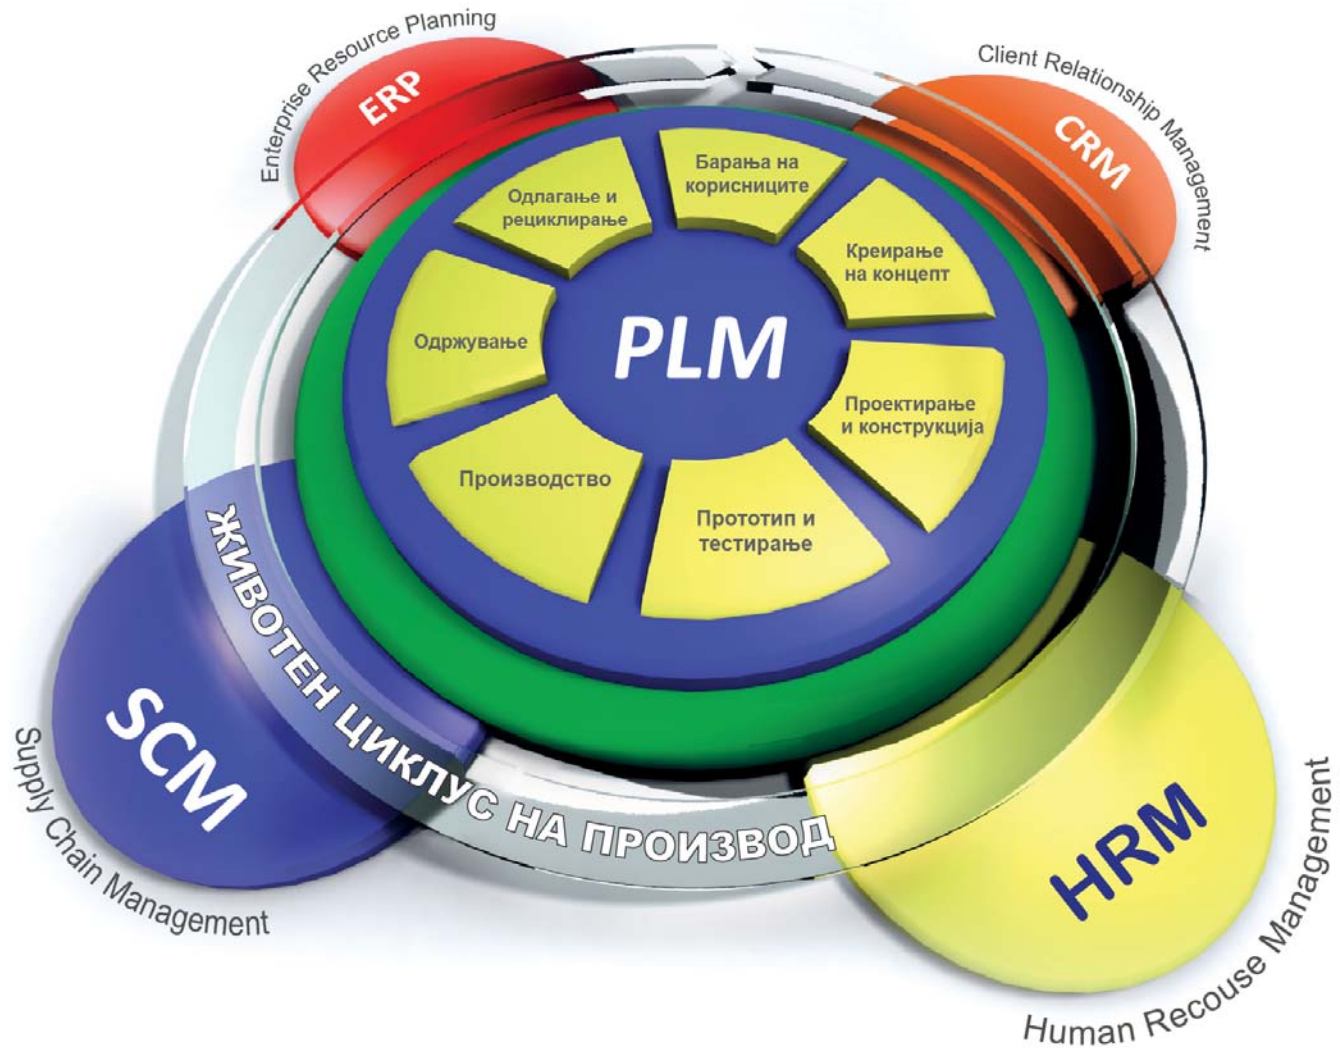 Enterprise Resource Planning
ERP
Client Relationship Management
CRM
Барања на
корисниците
Креирање
на концепт
Проектирање
и конструкција
Прототип и
тестирање
Производство
Одржување
Одлагање и
рециклирање
PLM
ЖИВОТЕН ЦИКЛУС НА ПРОИЗВОД
SCM
Supply Chain Management
HRM
Human Recouse Management